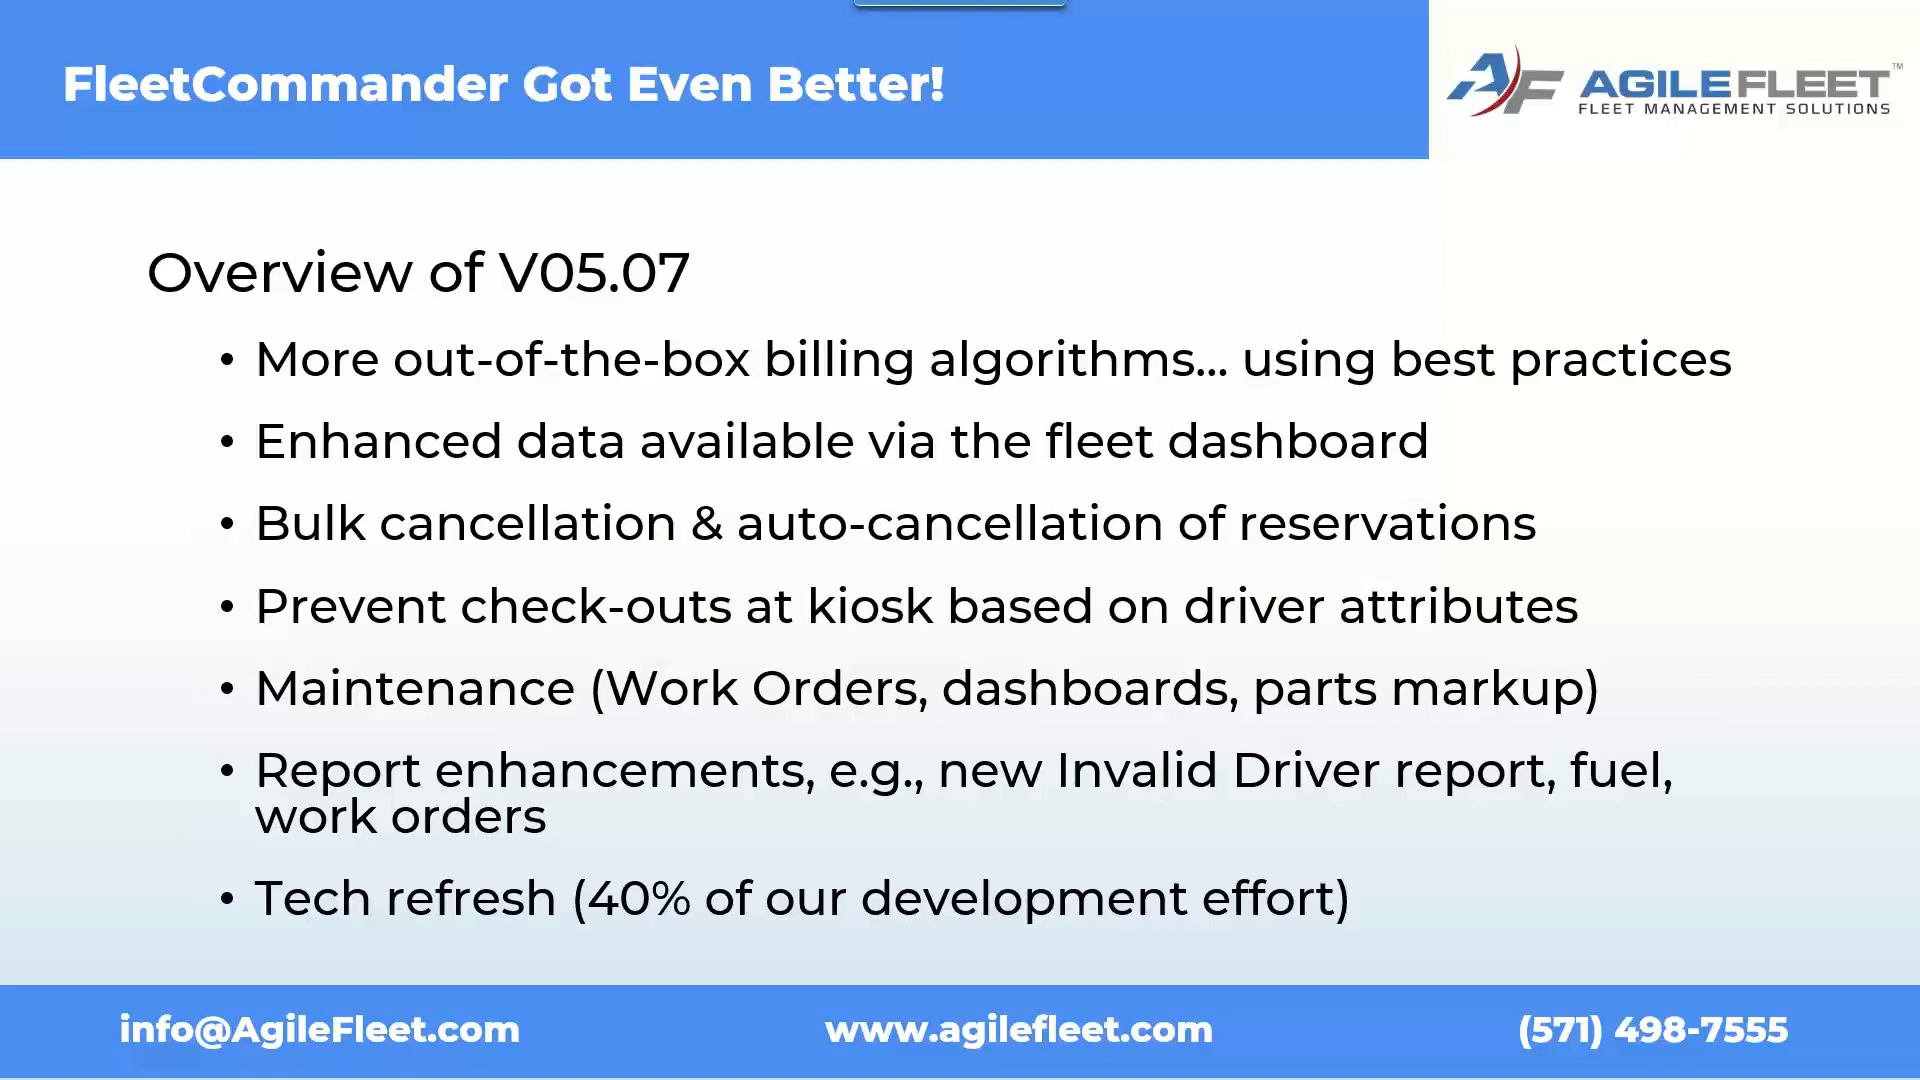 FleetCommander Got Even Better!
AF AGILEFLEET™
FLEET MANAGEMENT SOLUTIONS
Overview of V05.07
• More out-of-the-box billing algorithms... using best practices
• Enhanced data available via the fleet dashboard
• Bulk cancellation & auto-cancellation of reservations
• Prevent check-outs at kiosk based on driver attributes
• Maintenance (Work Orders, dashboards, parts markup)
• Report enhancements, e.g., new Invalid Driver report, fuel,
work orders
• Tech refresh (40% of our development effort)
info@AgileFleet.com
www.agilefleet.com
(571) 498-7555